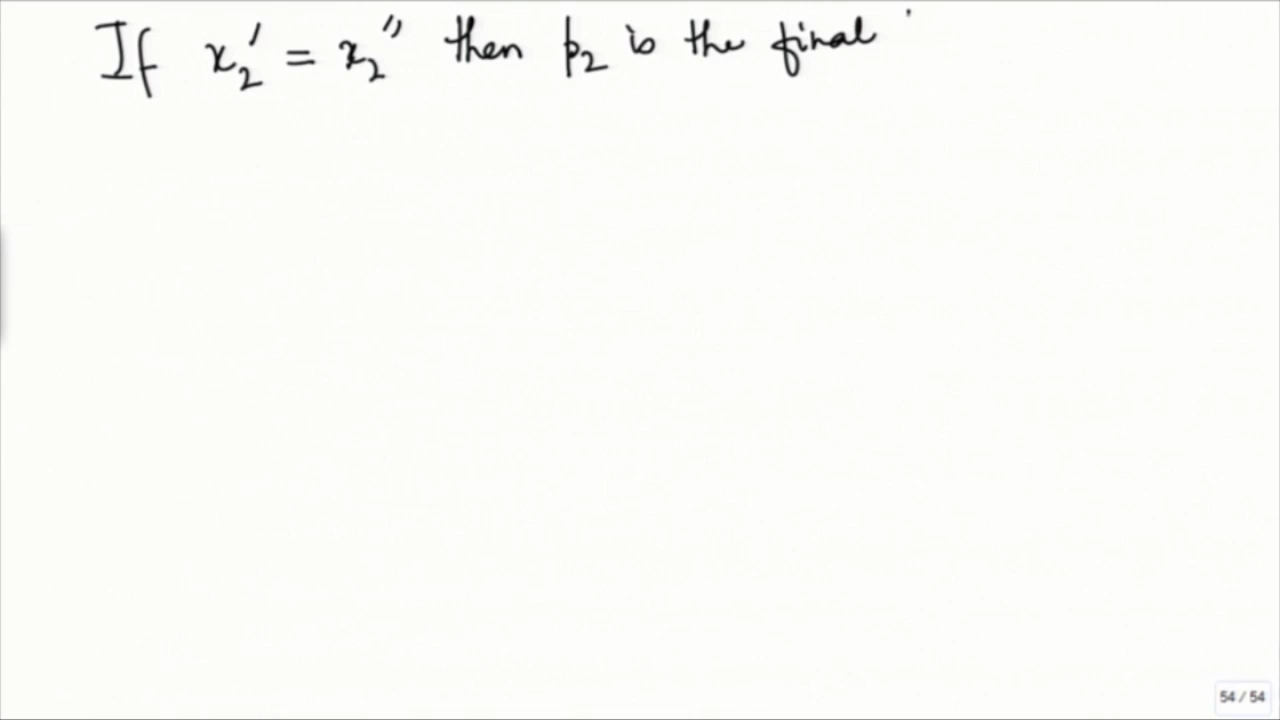 If x₂' = x₂'' then p₂ is the final
54 / 54